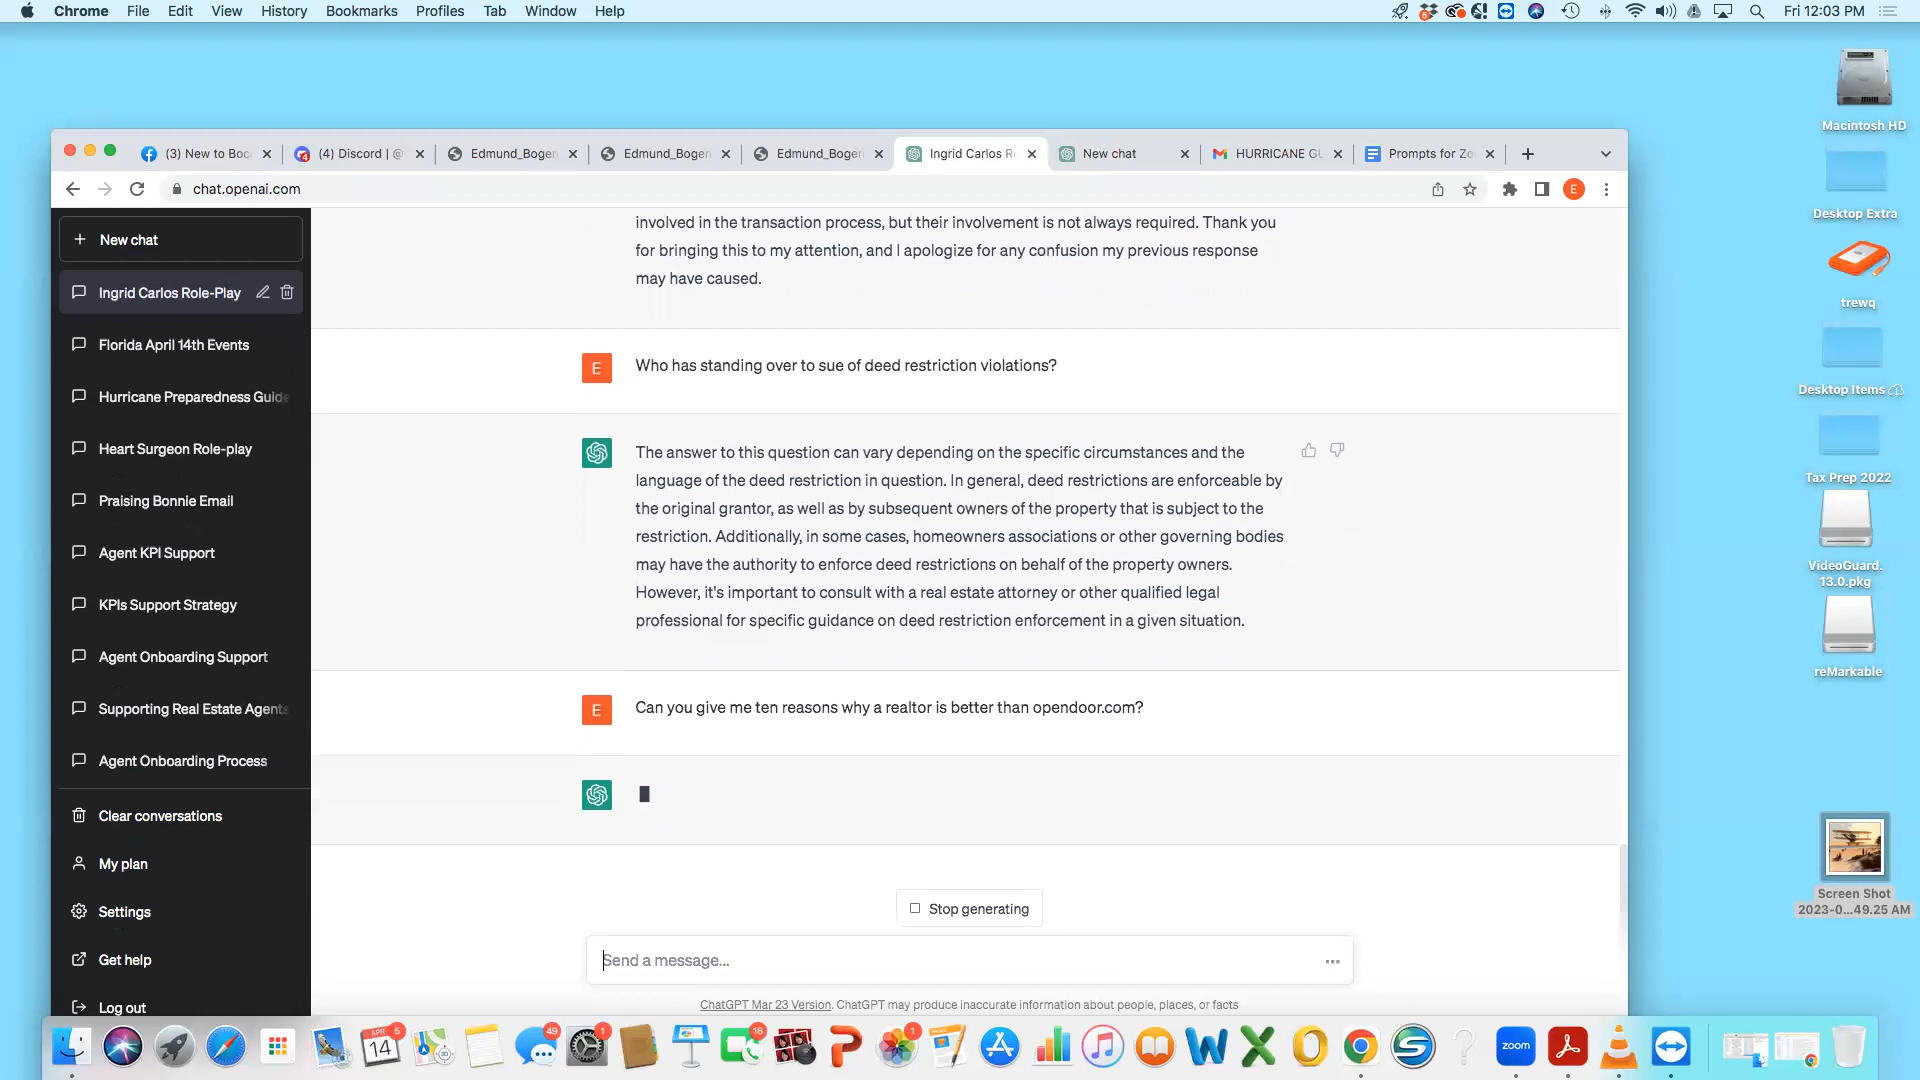 Chrome File Edit View History Bookmarks Profiles Tab Window Help
Fri 12:03 PM
(3) New to Boc
(4) Discord | @
Edmund_Bogen
Edmund_Bogen
Edmund_Bogen
Ingrid Carlos Ro
New chat
HURRICANE GU
Prompts for Zo
chat.openai.com
E
New chat
Ingrid Carlos Role-Play
Florida April 14th Events
Hurricane Preparedness Guide
Heart Surgeon Role-play
Praising Bonnie Email
Agent KPI Support
KPIs Support Strategy
Agent Onboarding Support
Supporting Real Estate Agents
Agent Onboarding Process
Clear conversations
My plan
Settings
Get help
Log out
involved in the transaction process, but their involvement is not always required. Thank you
for bringing this to my attention, and I apologize for any confusion my previous response
may have caused.
E
Who has standing over to sue of deed restriction violations?
The answer to this question can vary depending on the specific circumstances and the
language of the deed restriction in question. In general, deed restrictions are enforceable by
the original grantor, as well as by subsequent owners of the property that is subject to the
restriction. Additionally, in some cases, homeowners associations or other governing bodies
may have the authority to enforce deed restrictions on behalf of the property owners.
However, it's important to consult with a real estate attorney or other qualified legal
professional for specific guidance on deed restriction enforcement in a given situation.
E
Can you give me ten reasons why a realtor is better than opendoor.com?
Stop generating
Send a message...
ChatGPT Mar 23 Version. ChatGPT may produce inaccurate information about people, places, or facts
Macintosh HD
Desktop Extra
trewq
Desktop Items
Tax Prep 2022
VideoGuard.
13.0.pkg
reMarkable
Screen Shot
2023-0...49.25 AM
APR
14
5
49
1
16
1
zoom